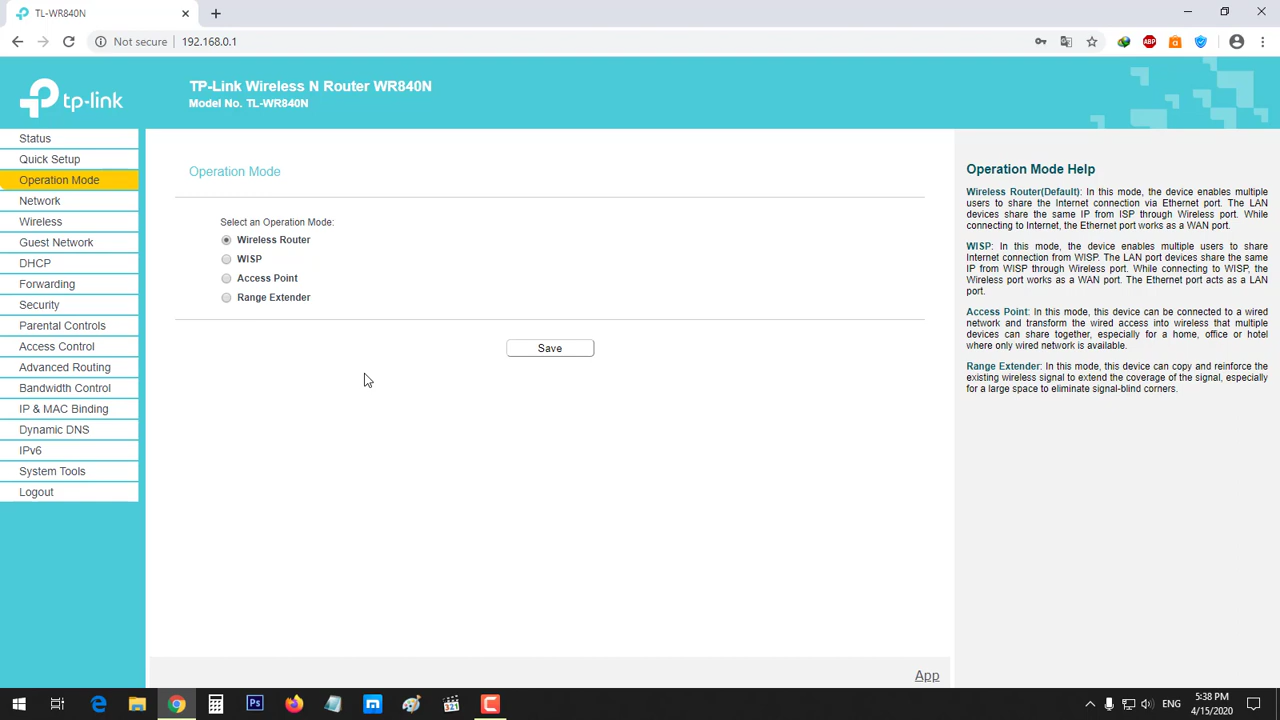 TL-WR840N
Not secure
192.168.0.1
ABP
a
tp-link
TP-Link Wireless N Router WR840N
Model No. TL-WR840N
Status
Quick Setup
Operation Mode
Network
Wireless
Guest Network
DHCP
Forwarding
Security
Parental Controls
Access Control
Advanced Routing
Bandwidth Control
IP & MAC Binding
Dynamic DNS
IPv6
System Tools
Logout
Operation Mode
Select an Operation Mode:
Wireless Router
WISP
Access Point
Range Extender
Save
Operation Mode Help
Wireless Router(Default): In this mode, the device enables multiple
users to share the Internet connection via Ethernet port. The LAN
devices share the same IP from ISP through Wireless port. While
connecting to Internet, the Ethernet port works as a WAN port.
WISP: In this mode, the device enables multiple users to share
Internet connection from WISP. The LAN port devices share the same
IP from WISP through Wireless port. While connecting to WISP, the
Wireless port works as a WAN port. The Ethernet port acts as a LAN
port.
Access Point: In this mode, this device can be connected to a wired
network and transform the wired access into wireless that multiple
devices can share together, especially for a home, office or hotel
where only wired network is available.
Range Extender: In this mode, this device can copy and reinforce the
existing wireless signal to extend the coverage of the signal, especially
for a large space to eliminate signal-blind corners.
App
Ps
ENG
5:38 PM
4/15/2020